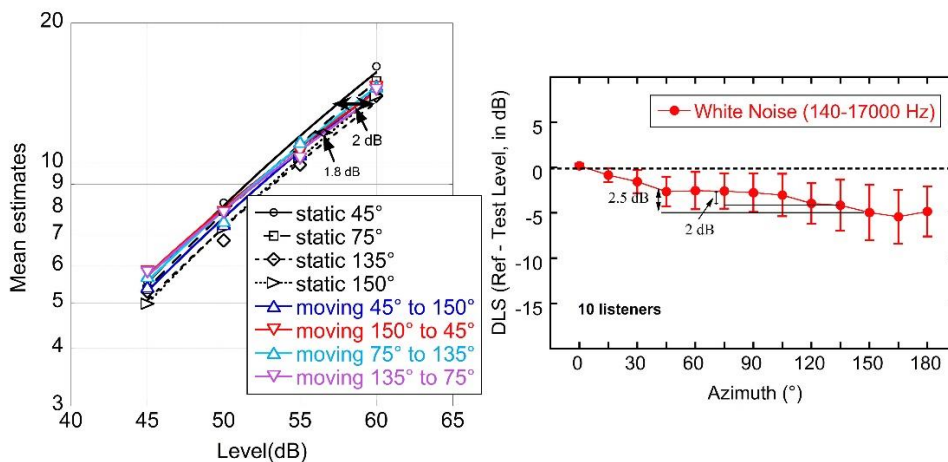 20
10
9
8
7
6
5
4
3
Mean estimates
2 dB
1.8 dB
static 45°
static 75°
static 135°
static 150°
moving 45° to 150°
moving 150° to 45°
moving 75° to 135°
moving 135° to 75°
40 45 50 55 60 65
Level(dB)
DLS (Ref - Test Level, in dB)
5
0
-5
-10
-15
White Noise (140-17000 Hz)
2.5 dB
2 dB
10 listeners
0 30 60 90 120 150 180
Azimuth (°)